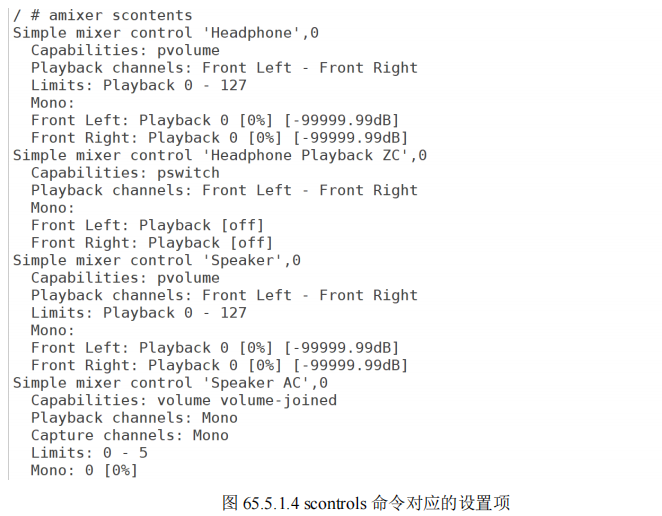 / # amixer scontents
Simple mixer control 'Headphone',0
Capabilities: pvolume
Playback channels: Front Left - Front Right
Limits: Playback 0 - 127
Mono:
Front Left: Playback 0 [0%] [-99999.99dB]
Front Right: Playback 0 [0%] [-99999.99dB]
Simple mixer control 'Headphone Playback ZC',0
Capabilities: pswitch
Playback channels: Front Left - Front Right
Mono:
Front Left: Playback [off]
Front Right: Playback [off]
Simple mixer control 'Speaker',0
Capabilities: pvolume
Playback channels: Front Left - Front Right
Limits: Playback 0 - 127
Mono:
Front Left: Playback 0 [0%] [-99999.99dB]
Front Right: Playback 0 [0%] [-99999.99dB]
Simple mixer control 'Speaker AC',0
Capabilities: volume volume-joined
Playback channels: Mono
Capture channels: Mono
Limits: 0 - 5
Mono: 0 [0%]
图 65.5.1.4 scontrols 命令对应的设置项